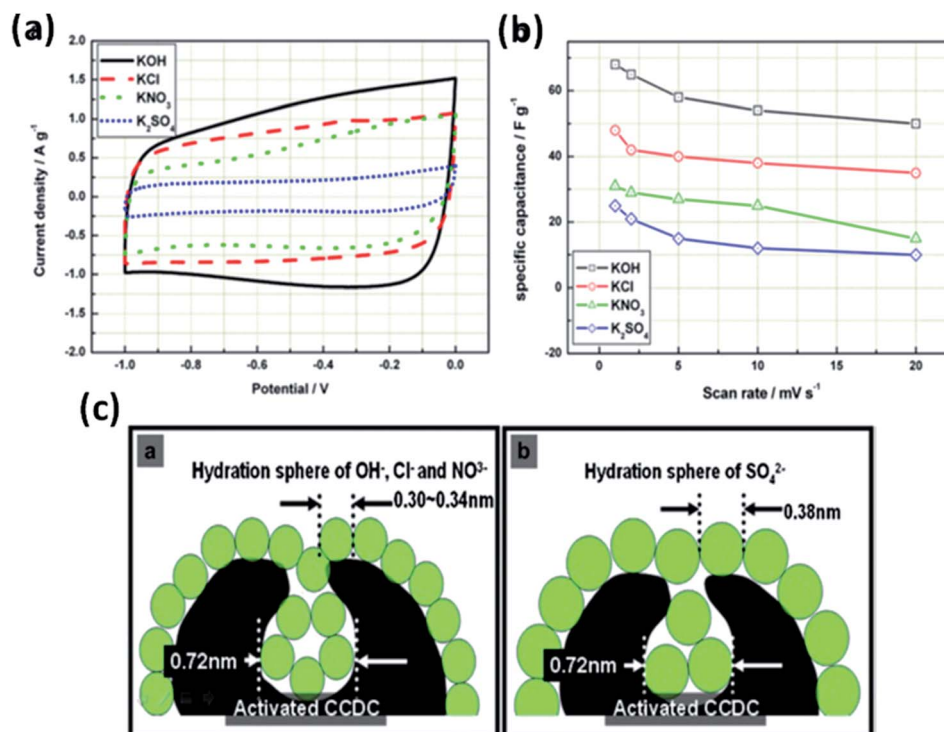 (a)
KOH
KCl
KNO₃
K₂SO₄
2.0
1.5
1.0
0.5
0.0
-0.5
-1.0
-1.5
-2.0
Current density / A g⁻¹
-1.0
-0.8
-0.6
-0.4
-0.2
0.0
Potential / V
(b)
60
40
20
0
-20
specific capacitance / F g⁻¹
KOH
KCl
KNO₃
K₂SO₄
0
5
10
15
20
Scan rate / mV s⁻¹
(c)
a
Hydration sphere of OH⁻, Cl⁻ and NO³⁻
0.30~0.34nm
0.72nm
Activated CCDC
b
Hydration sphere of SO₄²⁻
0.38nm
0.72nm
Activated CCDC